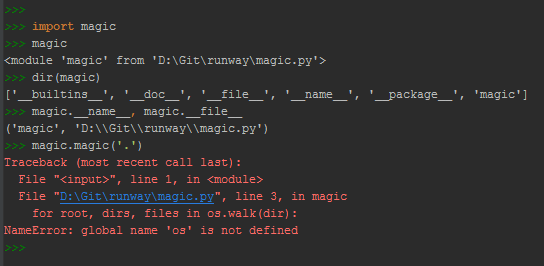 >>>
>>> import magic
>>> magic
<module 'magic' from 'D:\Git\runway\magic.py'>
>>> dir(magic)
['__builtins__', '__doc__', '__file__', '__name__', '__package__', 'magic']
>>> magic.__name__, magic.__file__
('magic', 'D:\\Git\\runway\\magic.py')
>>> magic.magic('.')
Traceback (most recent call last):
  File "<input>", line 1, in <module>
  File "D:\Git\runway\magic.py", line 3, in magic
    for root, dirs, files in os.walk(dir):
NameError: global name 'os' is not defined
>>>